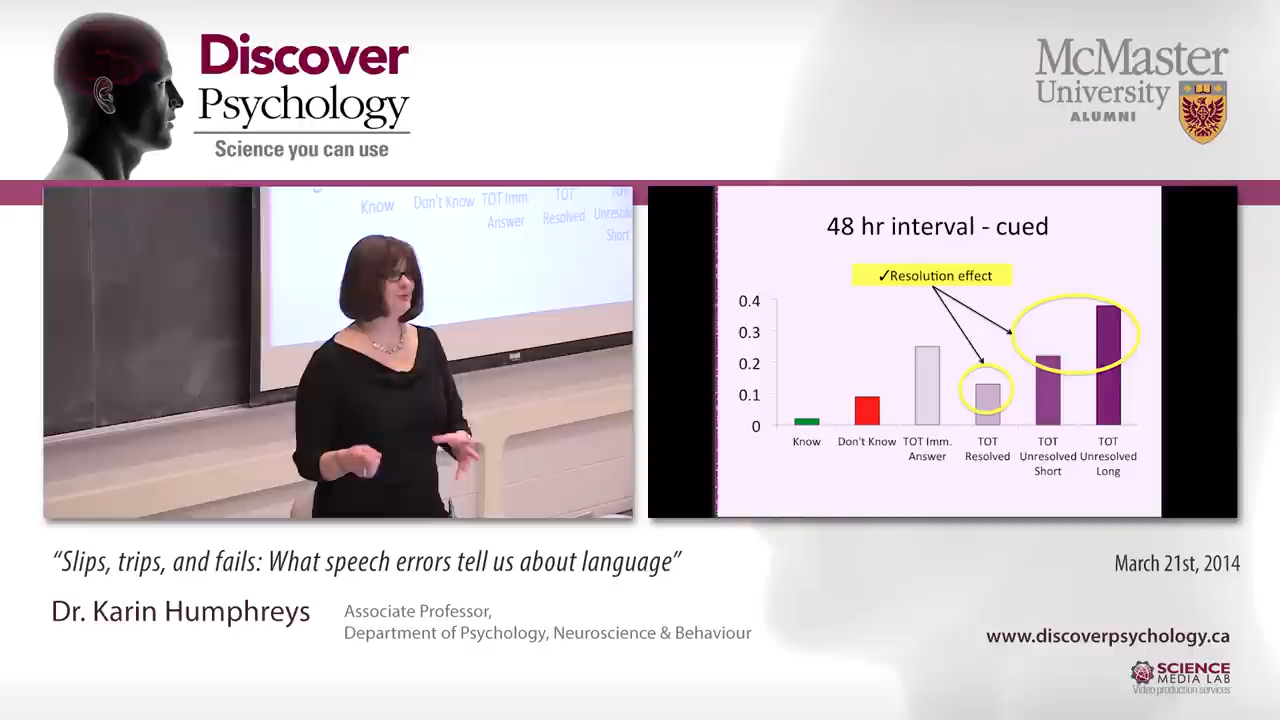 Discover
Psychology
Science you can use
McMaster
University
ALUMNI
Know
Don't Know
TOT Imm.
Answer
TOT
Resolved
Short
48 hr interval - cued
✓Resolution effect
0.4
0.3
0.2
0.1
0
Know
Don't Know
TOT Imm.
Answer
TOT
Resolved
TOT
Unresolved
Short
TOT
Unresolved
Long
“Slips, trips, and fails: What speech errors tell us about language”
March 21st, 2014
Dr. Karin Humphreys
Associate Professor,
Department of Psychology, Neuroscience & Behaviour
www.discoverpsychology.ca
SCIENCE
MEDIA LAB
Video production services